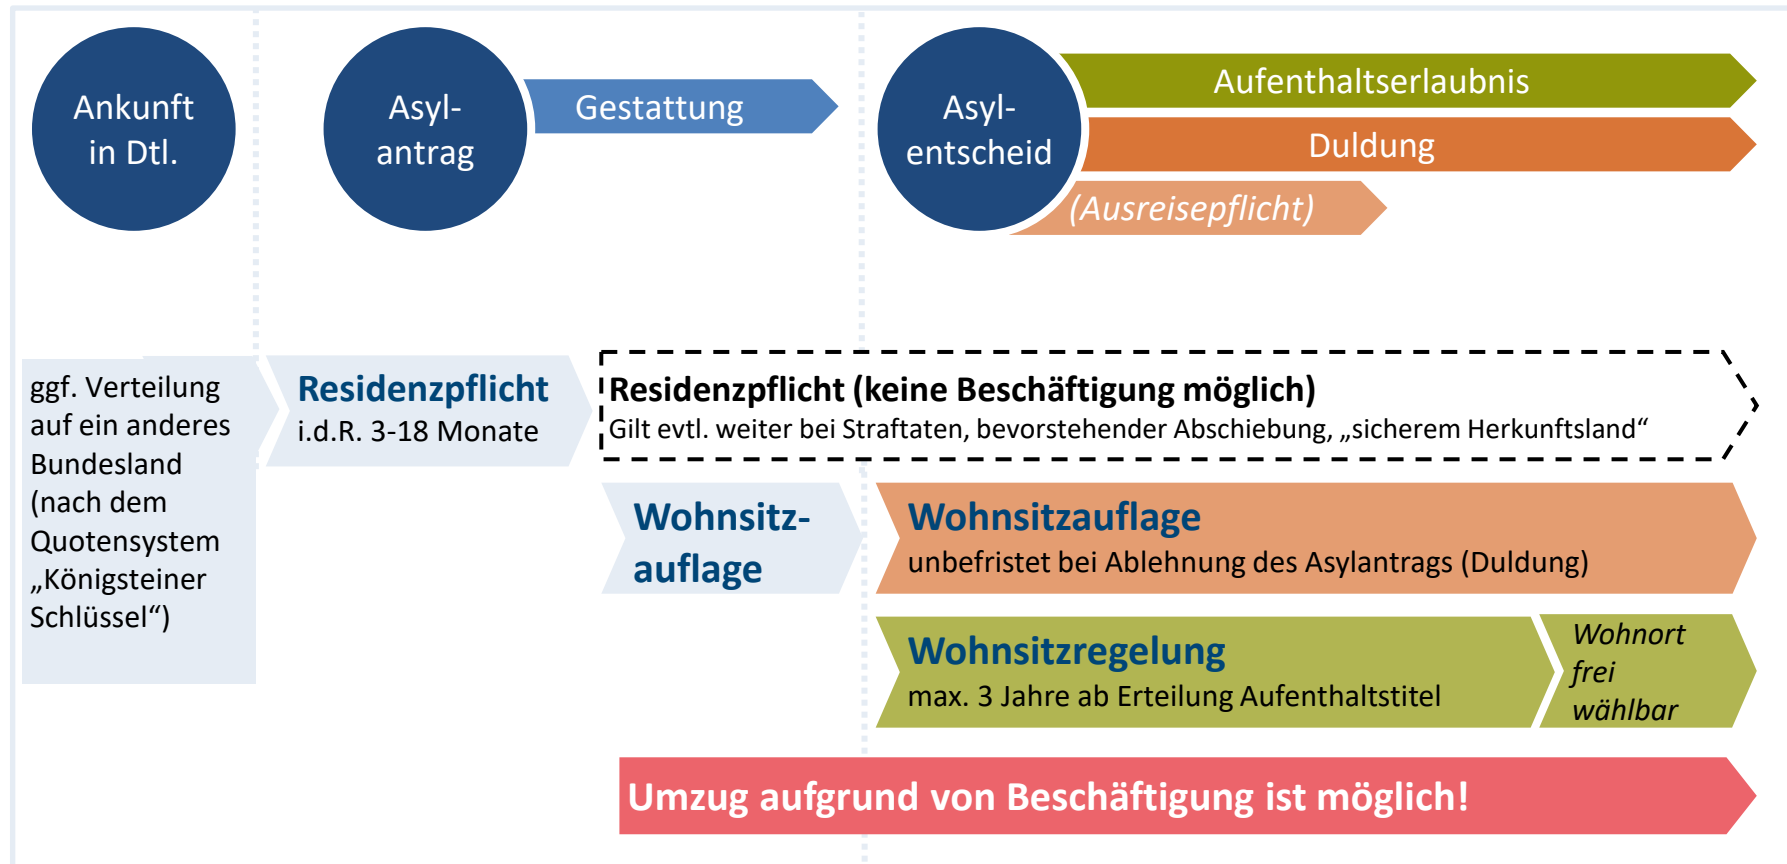 Ankunft
in Dtl.
Asyl-
antrag
Gestattung
Asyl-
entscheid
Aufenthaltserlaubnis
Duldung
(Ausreisepflicht)
ggf. Verteilung
auf ein anderes
Bundesland
(nach dem
Quotensystem
„Königsteiner
Schlüssel“)
Residenzpflicht
i.d.R. 3-18 Monate
Residenzpflicht (keine Beschäftigung möglich)
Gilt evtl. weiter bei Straftaten, bevorstehender Abschiebung, „sicherem Herkunftsland“
Wohnsitz-
auflage
Wohnsitzauflage
unbefristet bei Ablehnung des Asylantrags (Duldung)
Wohnsitzregelung
max. 3 Jahre ab Erteilung Aufenthaltstitel
Wohnort
frei
wählbar
Umzug aufgrund von Beschäftigung ist möglich!